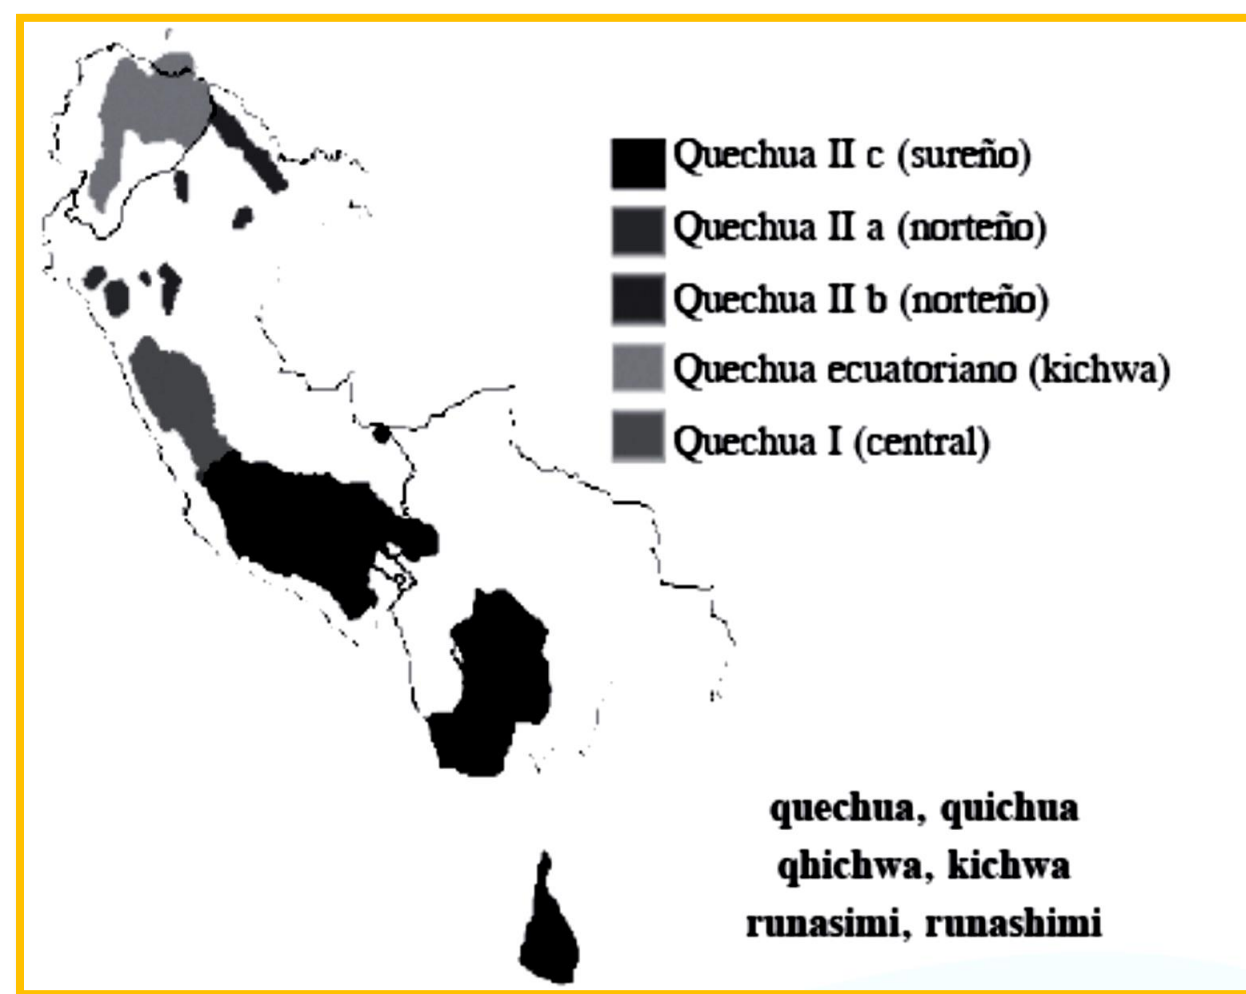 Quechua II c (sureño)
Quechua II a (norteño)
Quechua II b (norteño)
Quechua ecuatoriano (kichwa)
Quechua I (central)
quechua, quichua
qhichwa, kichwa
runasimi, runashimi